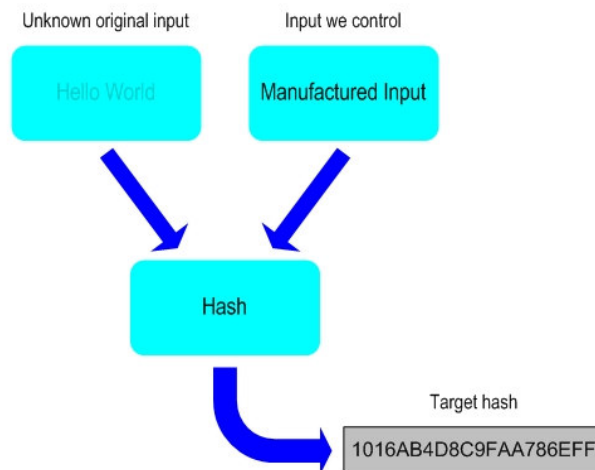 Unknown original input
Input we control
Hello World
Manufactured Input
Hash
Target hash
1016AB4D8C9FAA786EFF